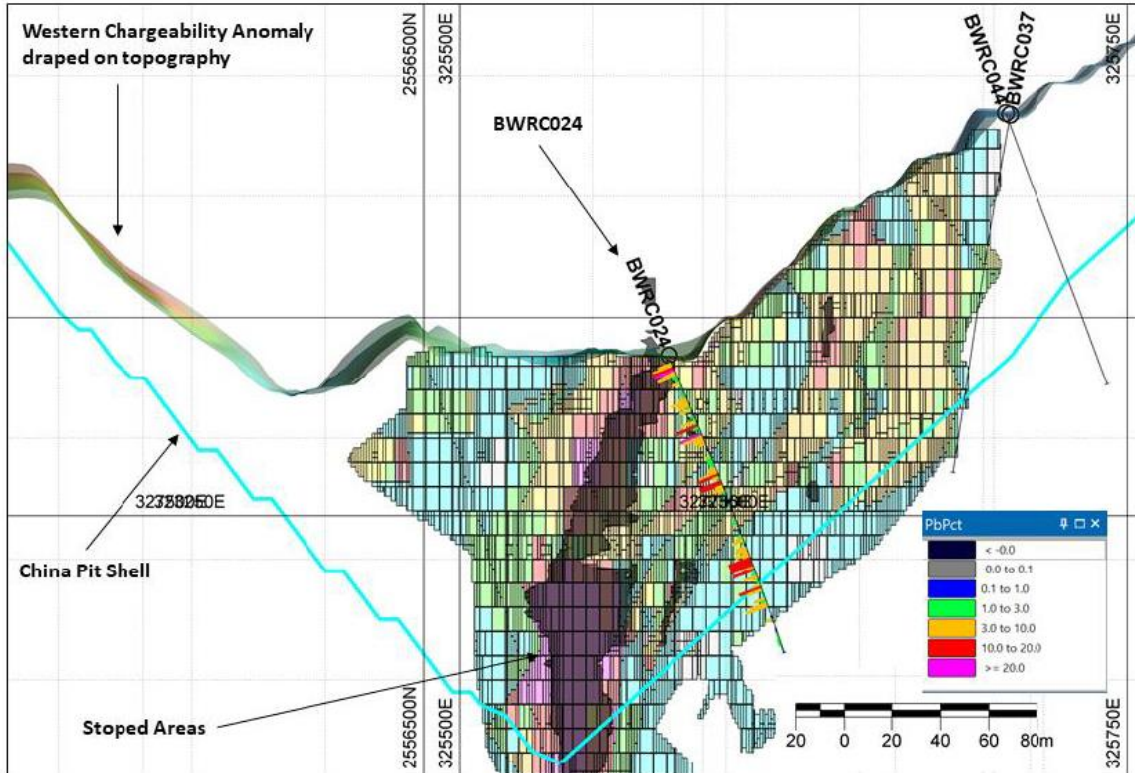 Western Chargeability Anomaly
draped on topography
2556500N
325500E
BWRC044
BWRC037
325750E
BWRC024
BWRC024
China Pit Shell
PbPct
< -0.0
0.0 to 0.1
0.1 to 1.0
1.0 to 3.0
3.0 to 10.0
10.0 to 20.0
>= 20.0
Stoped Areas
2556500N
325500E
325750E
20 0 20 40 60 80m